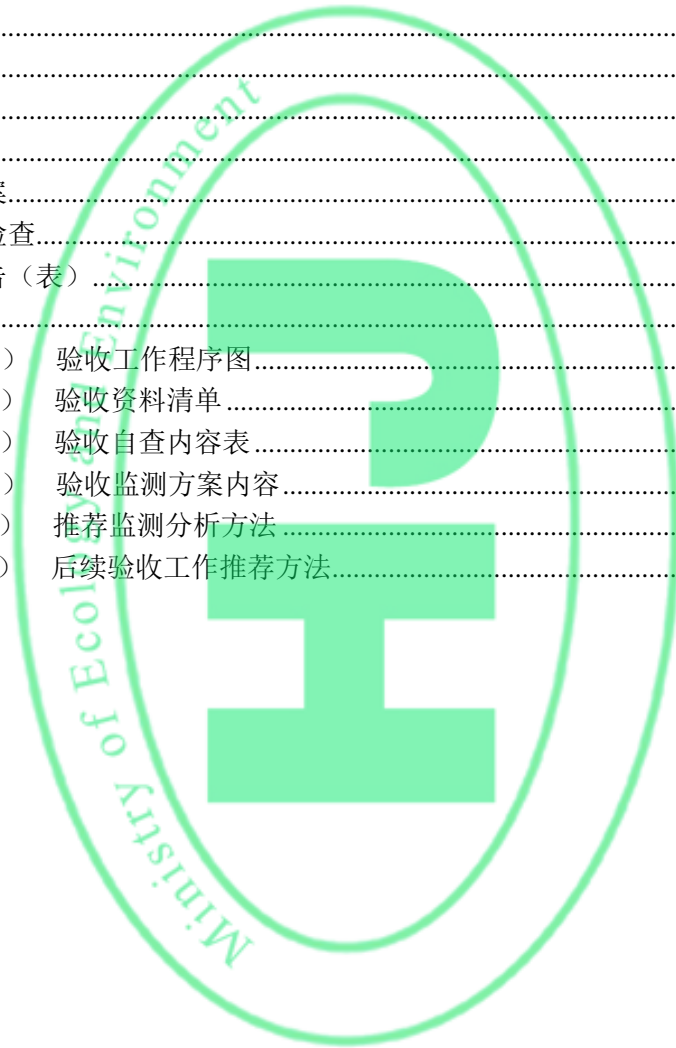 ................................................................
................................................................
................................................................
................................................................
案................................................................
检查................................................................
告（表）................................................................
................................................................
） 验收工作程序图................................................................
） 验收资料清单................................................................
） 验收自查内容表................................................................
） 验收监测方案内容................................................................
） 推荐监测分析方法................................................................
） 后续验收工作推荐方法................................................................
Ministry of Ecology and Environment
HJ